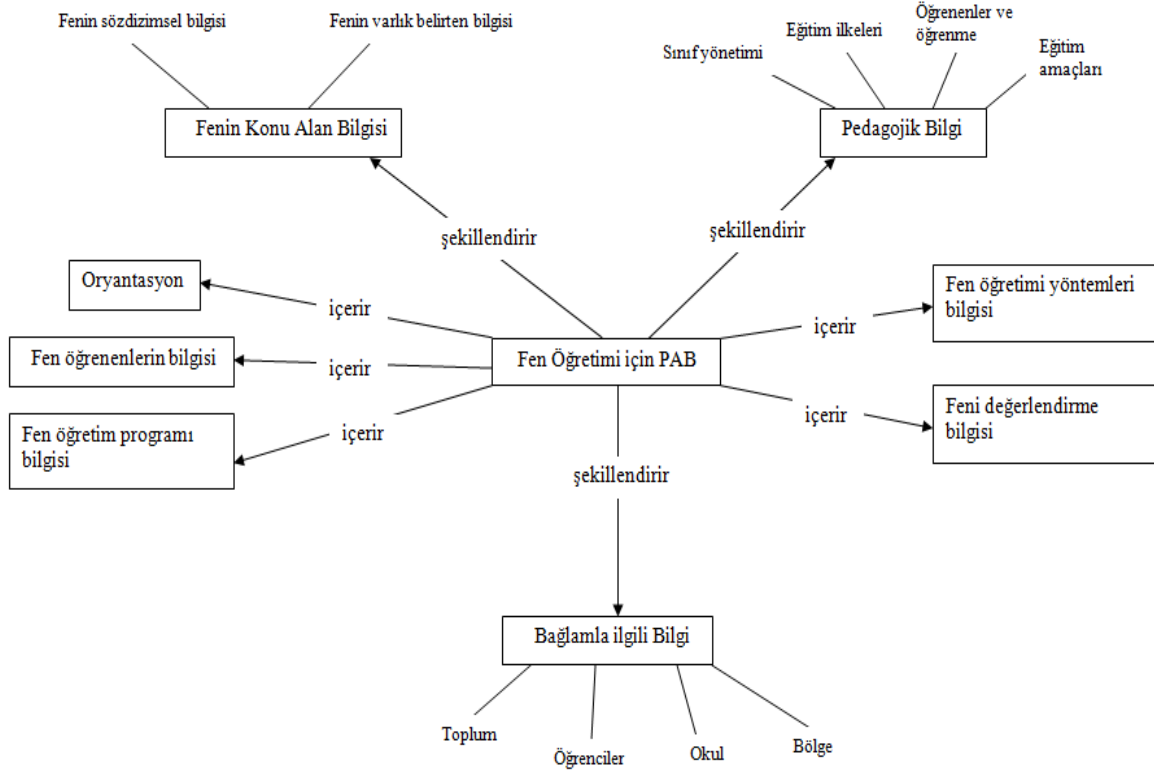 Fenin sözdizimsel bilgisi
Fenin varlık belirten bilgisi
Sınıf yönetimi
Eğitim ilkeleri
Öğrenenler ve
öğrenme
Eğitim
amaçları
Fenin Konu Alan Bilgisi
Pedagojik Bilgi
şekillendirir
şekillendirir
Oryantasyon
içerir
Fen öğretimi yöntemleri
bilgisi
içerir
Fen öğrenenlerin bilgisi
içerir
Fen Öğretimi için PAB
Fen öğretim programı
bilgisi
içerir
içerir
Feni değerlendirme
bilgisi
şekillendirir
Bağlamla ilgili Bilgi
Toplum
Öğrenciler
Okul
Bölge